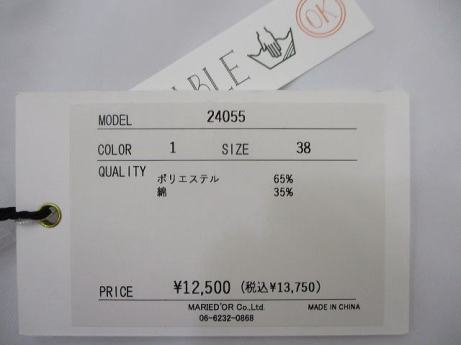 OK
BLE
MODEL 24055
COLOR 1 SIZE 38
QUALITY
ポリエステル 65%
綿 35%
PRICE ¥12,500 (税込¥13,750)
MARIED'OR Co.,Ltd. MADE IN CHINA
06-6232-0868